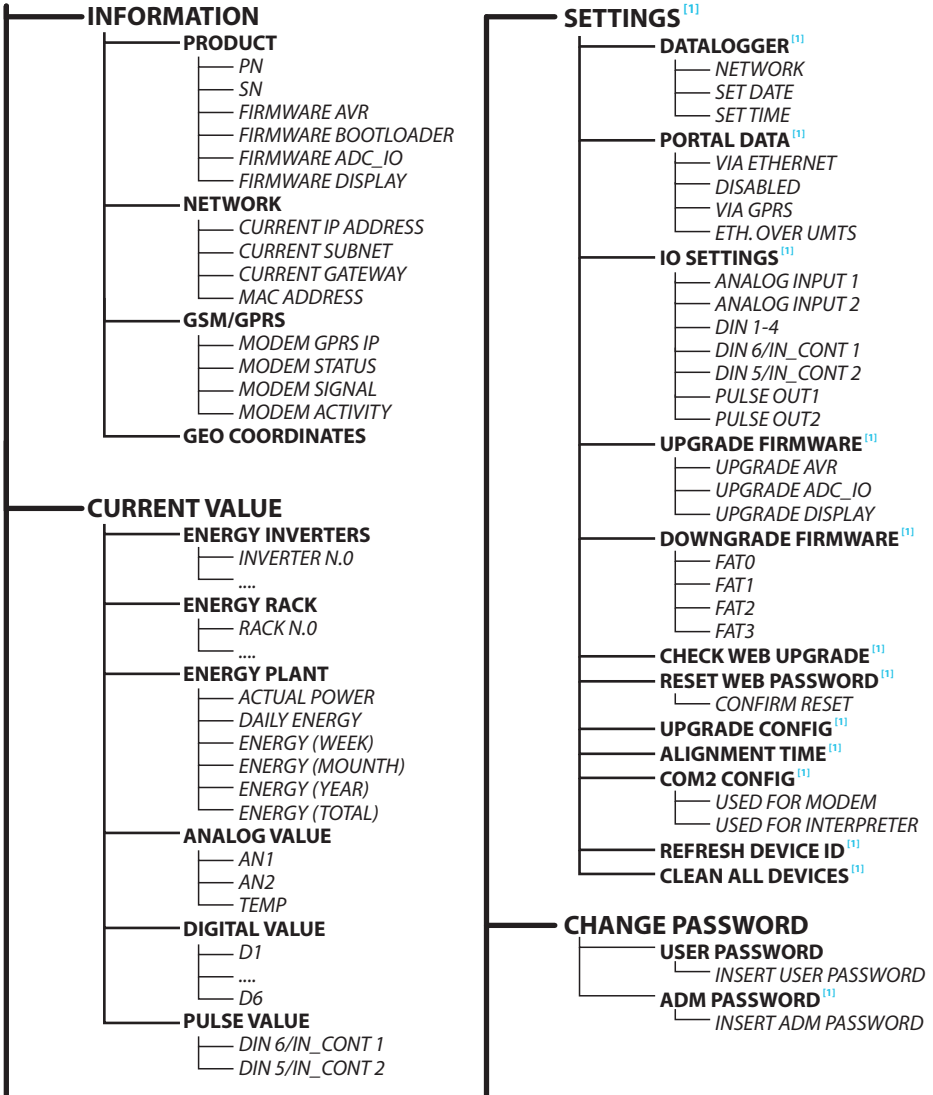 INFORMATION
PRODUCT
PN
SN
FIRMWARE AVR
FIRMWARE BOOTLOADER
FIRMWARE ADC_IO
FIRMWARE DISPLAY
NETWORK
CURRENT IP ADDRESS
CURRENT SUBNET
CURRENT GATEWAY
MAC ADDRESS
GSM/GPRS
MODEM GPRS IP
MODEM STATUS
MODEM SIGNAL
MODEM ACTIVITY
GEO COORDINATES
CURRENT VALUE
ENERGY INVERTERS
INVERTER N.0
....
ENERGY RACK
RACK N.0
....
ENERGY PLANT
ACTUAL POWER
DAILY ENERGY
ENERGY (WEEK)
ENERGY (MOUNTH)
ENERGY (YEAR)
ENERGY (TOTAL)
ANALOG VALUE
AN1
AN2
TEMP
DIGITAL VALUE
D1
....
D6
PULSE VALUE
DIN 6/IN_CONT 1
DIN 5/IN_CONT 2
SETTINGS [1]
DATALOGGER [1]
NETWORK
SET DATE
SET TIME
PORTAL DATA [1]
VIA ETHERNET
DISABLED
VIA GPRS
ETH. OVER UMTS
IO SETTINGS [1]
ANALOG INPUT 1
ANALOG INPUT 2
DIN 1-4
DIN 6/IN_CONT 1
DIN 5/IN_CONT 2
PULSE OUT1
PULSE OUT2
UPGRADE FIRMWARE [1]
UPGRADE AVR
UPGRADE ADC_IO
UPGRADE DISPLAY
DOWNGRADE FIRMWARE [1]
FAT0
FAT1
FAT2
FAT3
CHECK WEB UPGRADE [1]
RESET WEB PASSWORD [1]
CONFIRM RESET
UPGRADE CONFIG [1]
ALIGNMENT TIME [1]
COM2 CONFIG [1]
USED FOR MODEM
USED FOR INTERPRETER
REFRESH DEVICE ID [1]
CLEAN ALL DEVICES [1]
CHANGE PASSWORD
USER PASSWORD
INSERT USER PASSWORD
ADM PASSWORD [1]
INSERT ADM PASSWORD